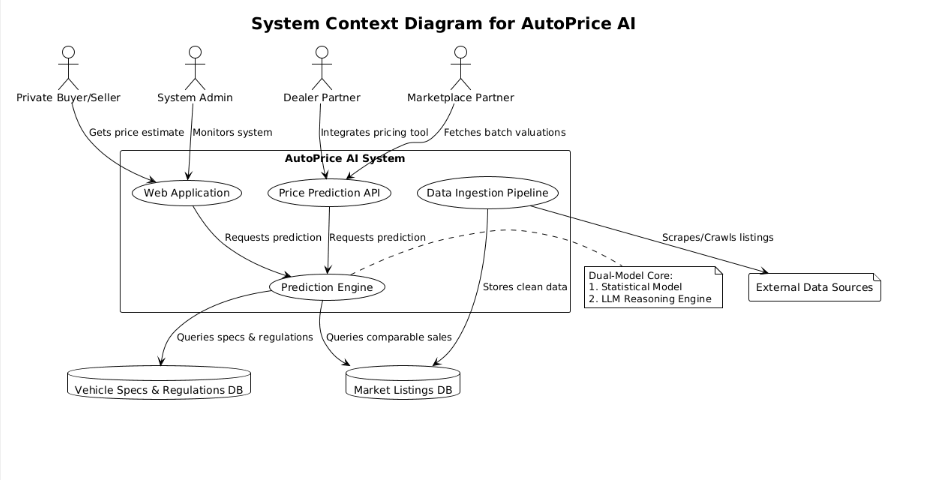 System Context Diagram for AutoPrice AI
Private Buyer/Seller
System Admin
Dealer Partner
Marketplace Partner
Gets price estimate
Monitors system
Integrates pricing tool
Fetches batch valuations
AutoPrice AI System
Web Application
Price Prediction API
Data Ingestion Pipeline
Requests prediction
Requests prediction
Scrapes/Crawls listings
Prediction Engine
Stores clean data
Dual-Model Core:
1. Statistical Model
2. LLM Reasoning Engine
External Data Sources
Queries specs & regulations
Queries comparable sales
Vehicle Specs & Regulations DB
Market Listings DB